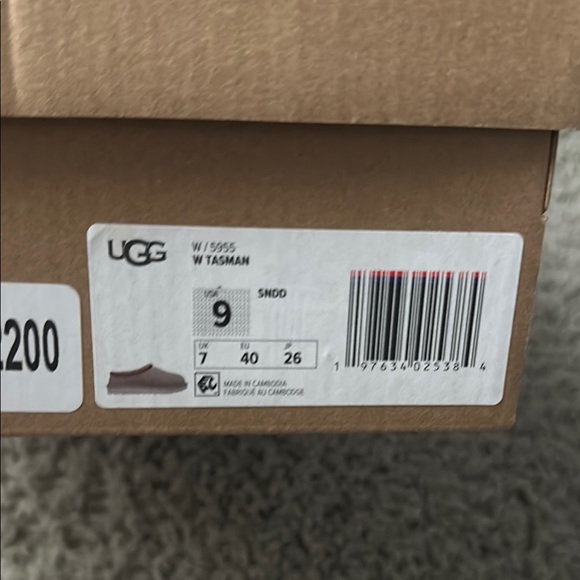 UGG
W / 5955
W TASMAN
USA
9
SNDD
UK EU JP
7 40 26
MADE IN CAMBODIA
FABRIQUÉ AU CAMBODGE
1 97634 02538 4
200